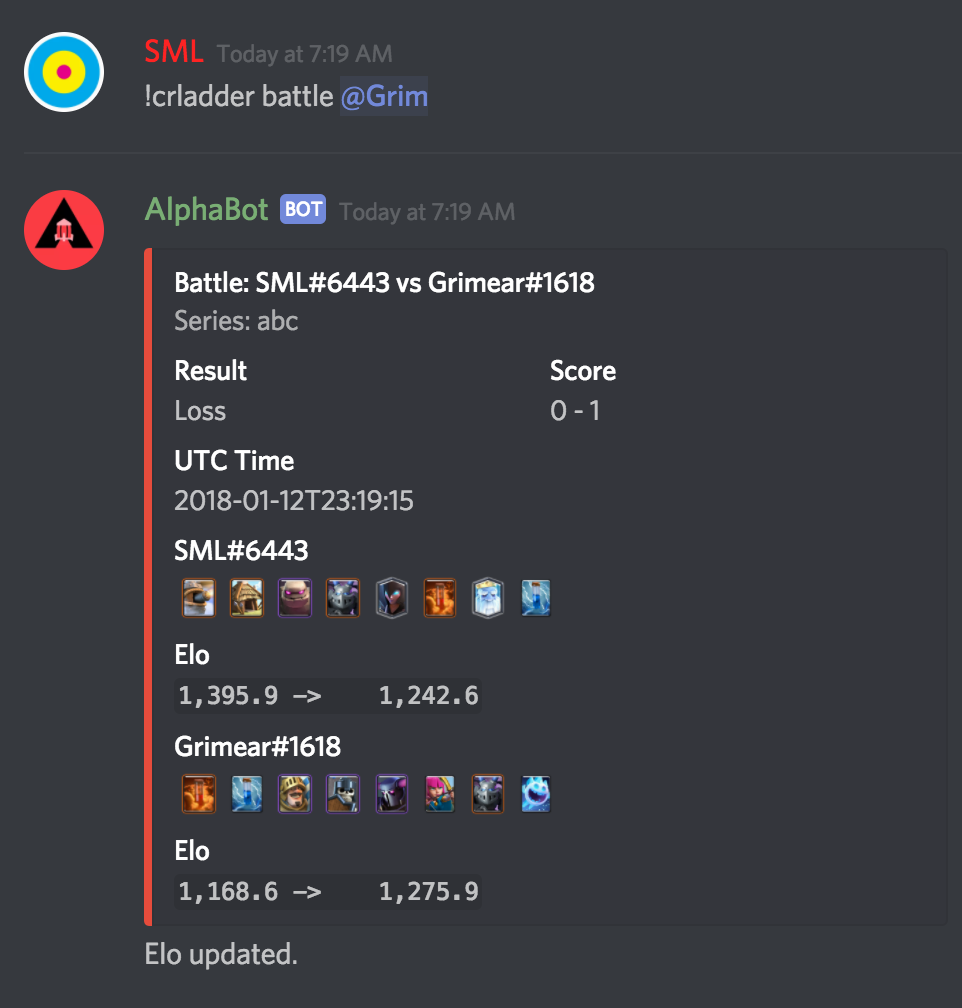 SML Today at 7:19 AM
!crladder battle @Grim
AlphaBot BOT Today at 7:19 AM
Battle: SML#6443 vs Grimear#1618
Series: abc
Result Score
Loss 0 - 1
UTC Time
2018-01-12T23:19:15
SML#6443
Elo
1,395.9 —> 1,242.6
Grimear#1618
Elo
1,168.6 —> 1,275.9
Elo updated.